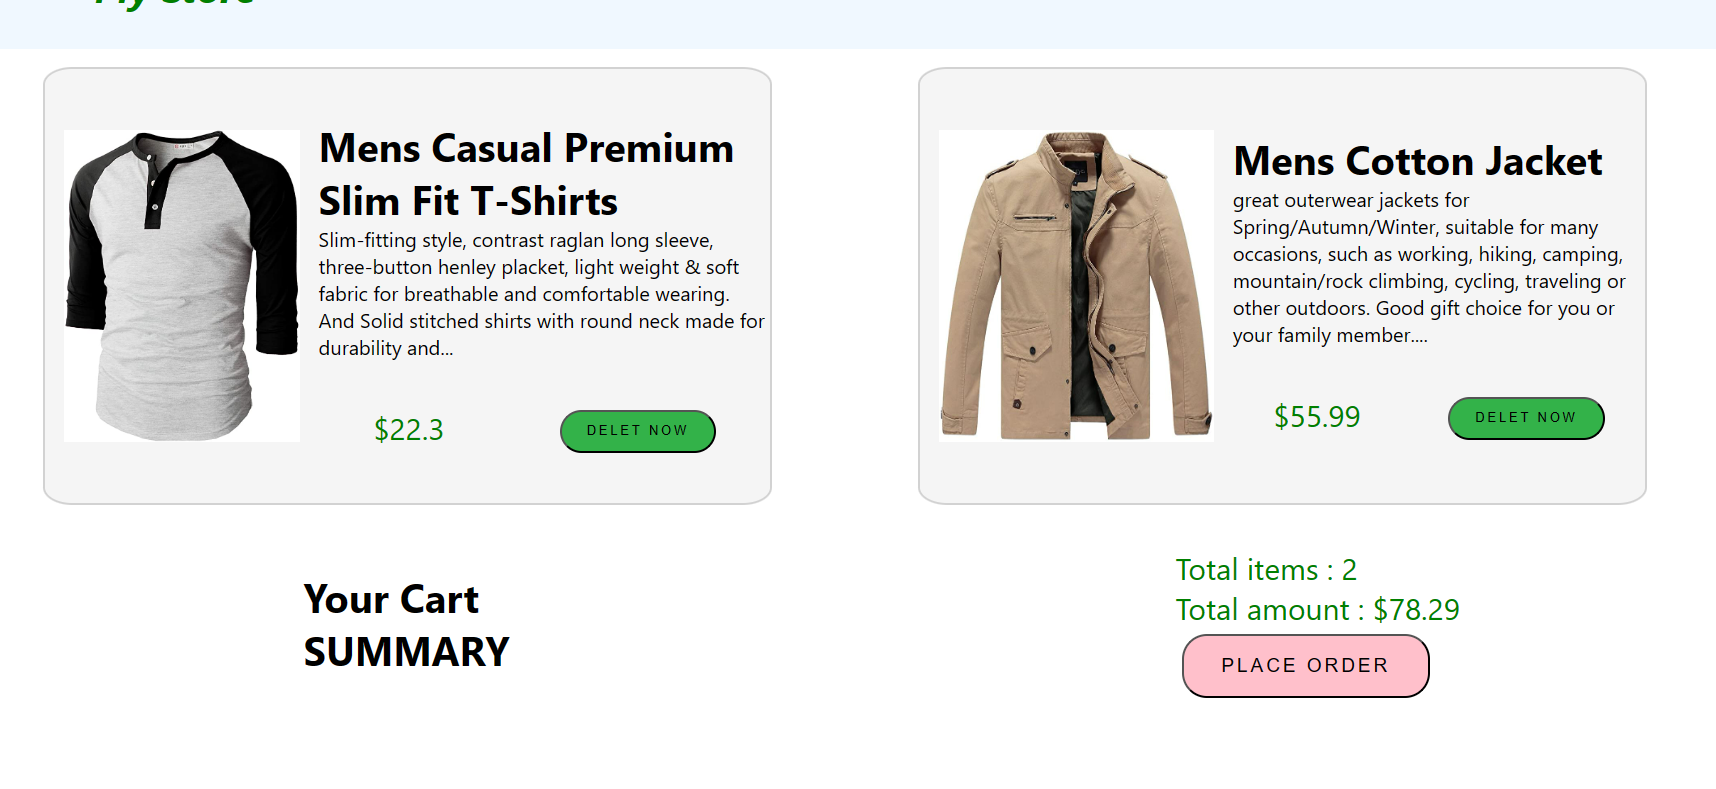 My Store
Mens Casual Premium
Slim Fit T-Shirts
Slim-fitting style, contrast raglan long sleeve,
three-button henley placket, light weight & soft
fabric for breathable and comfortable wearing.
And Solid stitched shirts with round neck made for
durability and...
$22.3
DELET NOW
Mens Cotton Jacket
great outerwear jackets for
Spring/Autumn/Winter, suitable for many
occasions, such as working, hiking, camping,
mountain/rock climbing, cycling, traveling or
other outdoors. Good gift choice for you or
your family member....
$55.99
DELET NOW
Your Cart
SUMMARY
Total items : 2
Total amount : $78.29
PLACE ORDER